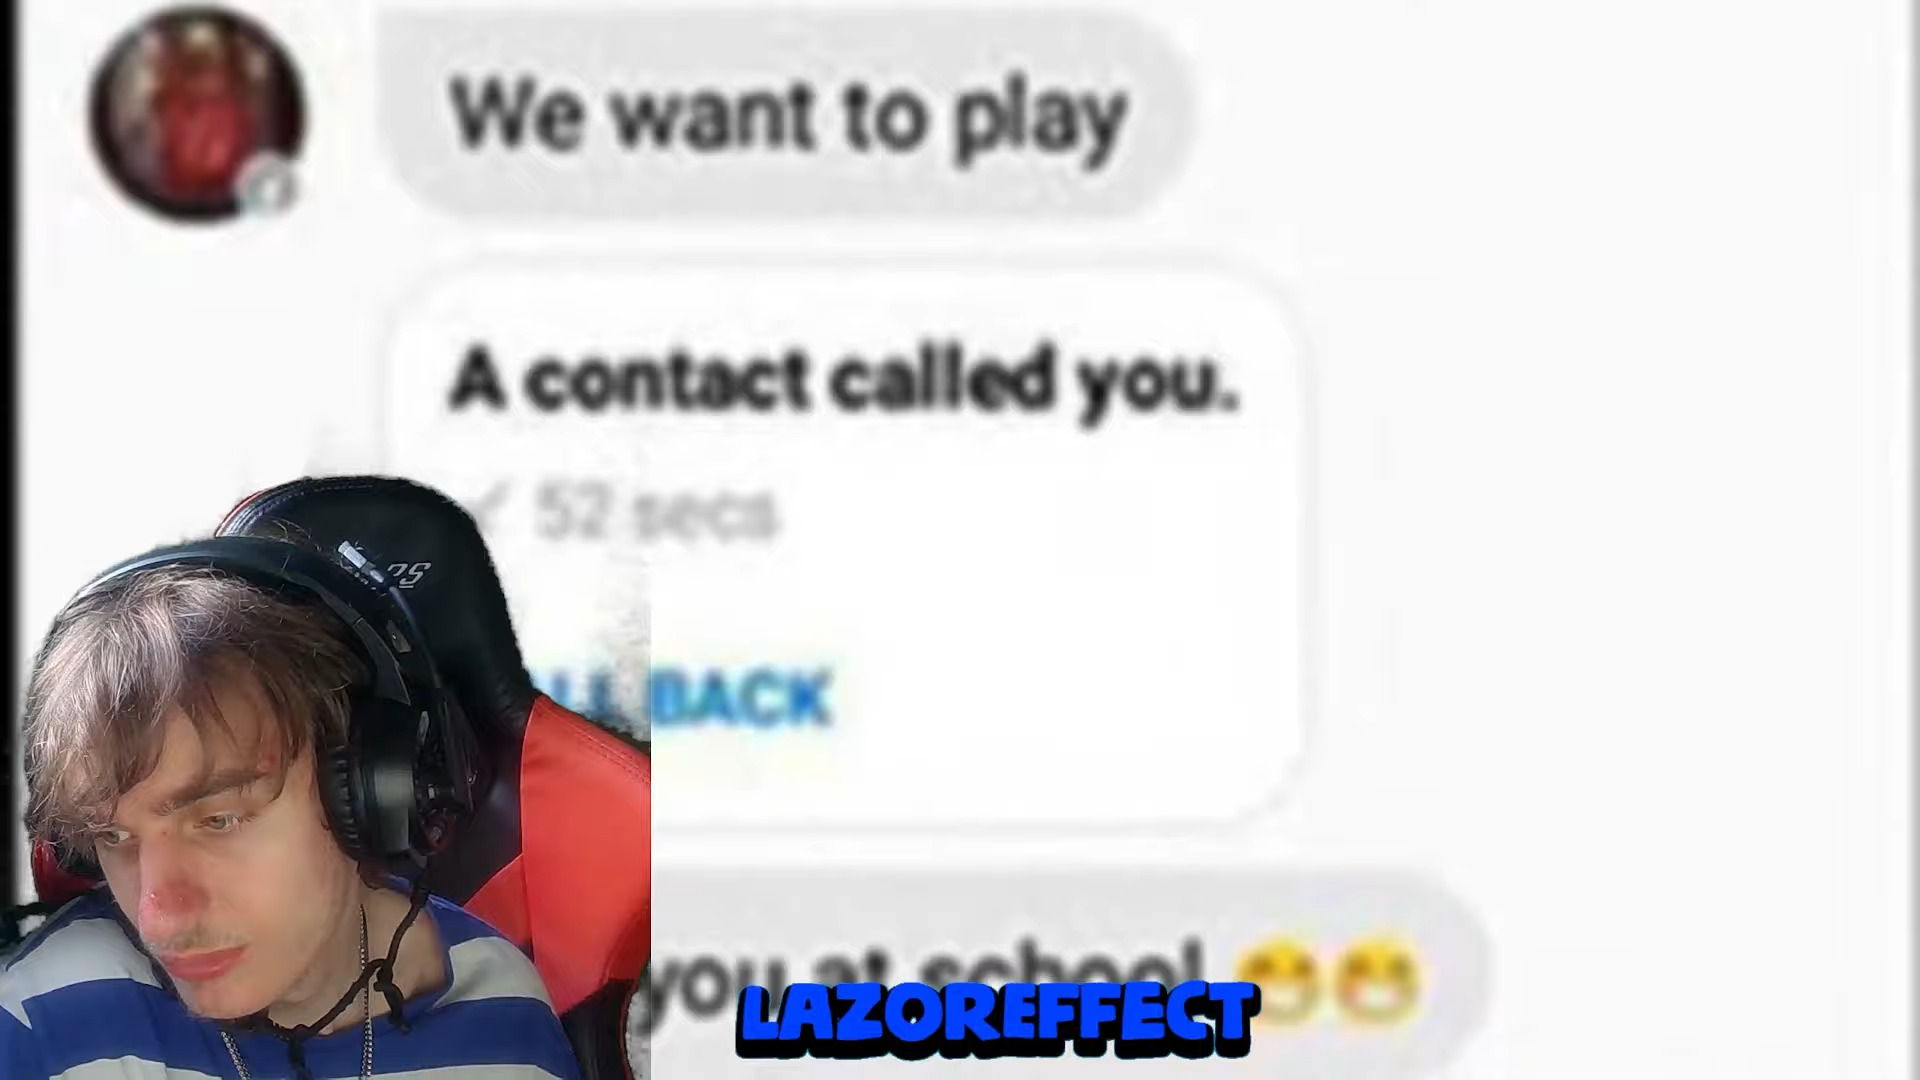 We want to play
A contact called you.
52 secs
BACK
you at school 😁😁
LAZOREFFECT